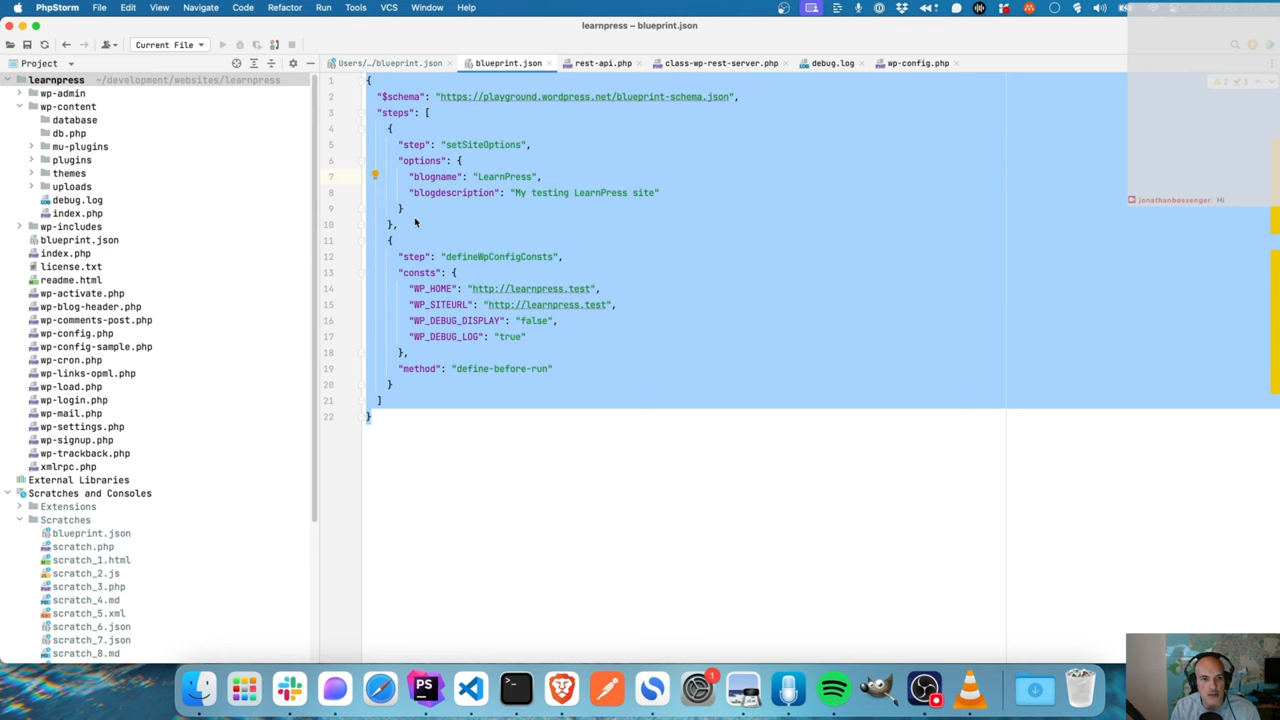 PhpStorm File Edit View Navigate Code Refactor Run Tools VCS Window Help
learnpress – blueprint.json
Current File
Project
Users/…/blueprint.json
blueprint.json
rest-api.php
class-wp-rest-server.php
debug.log
wp-config.php
learnpress ~/development/websites/learnpress
wp-admin
wp-content
database
db.php
mu-plugins
plugins
themes
uploads
debug.log
index.php
wp-includes
blueprint.json
index.php
license.txt
readme.html
wp-activate.php
wp-blog-header.php
wp-comments-post.php
wp-config.php
wp-config-sample.php
wp-cron.php
wp-links-opml.php
wp-load.php
wp-login.php
wp-mail.php
wp-settings.php
wp-signup.php
wp-trackback.php
xmlrpc.php
External Libraries
Scratches and Consoles
Extensions
Scratches
blueprint.json
scratch.php
scratch_1.html
scratch_2.js
scratch_3.php
scratch_4.md
scratch_5.xml
scratch_6.json
scratch_7.json
scratch_8.md
1 {
2 "$schema": "https://playground.wordpress.net/blueprint-schema.json",
3 "steps": [
4 {
5 "step": "setSiteOptions",
6 "options": {
7 "blogname": "LearnPress",
8 "blogdescription": "My testing LearnPress site"
9 }
10 },
11 {
12 "step": "defineWpConfigConsts",
13 "consts": {
14 "WP_HOME": "http://learnpress.test",
15 "WP_SITEURL": "http://learnpress.test",
16 "WP_DEBUG_DISPLAY": "false",
17 "WP_DEBUG_LOG": "true"
18 },
19 "method": "define-before-run"
20 }
21 ]
22 }
jonathanbossenger: Hi
PS
1